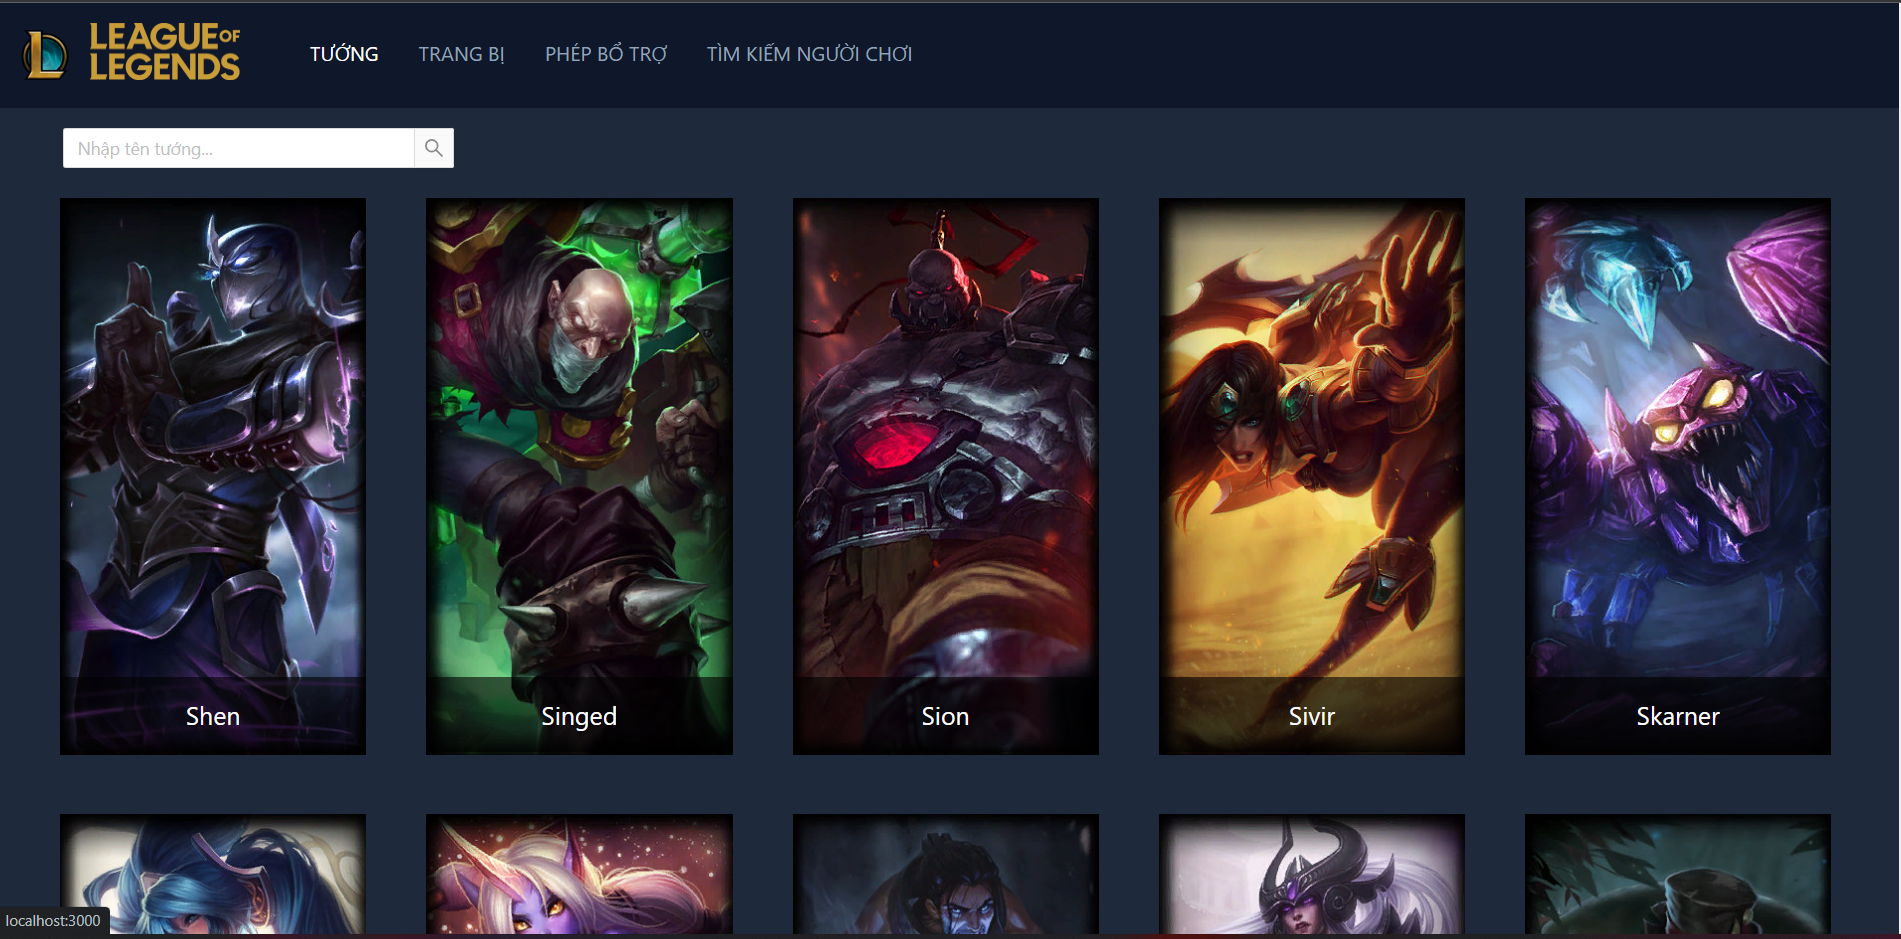 LEAGUE OF
LEGENDS
TƯỚNG
TRANG BỊ
PHÉP BỔ TRỢ
TÌM KIẾM NGƯỜI CHƠI
Nhập tên tướng...
Shen
Singed
Sion
Sivir
Skarner
localhost:3000